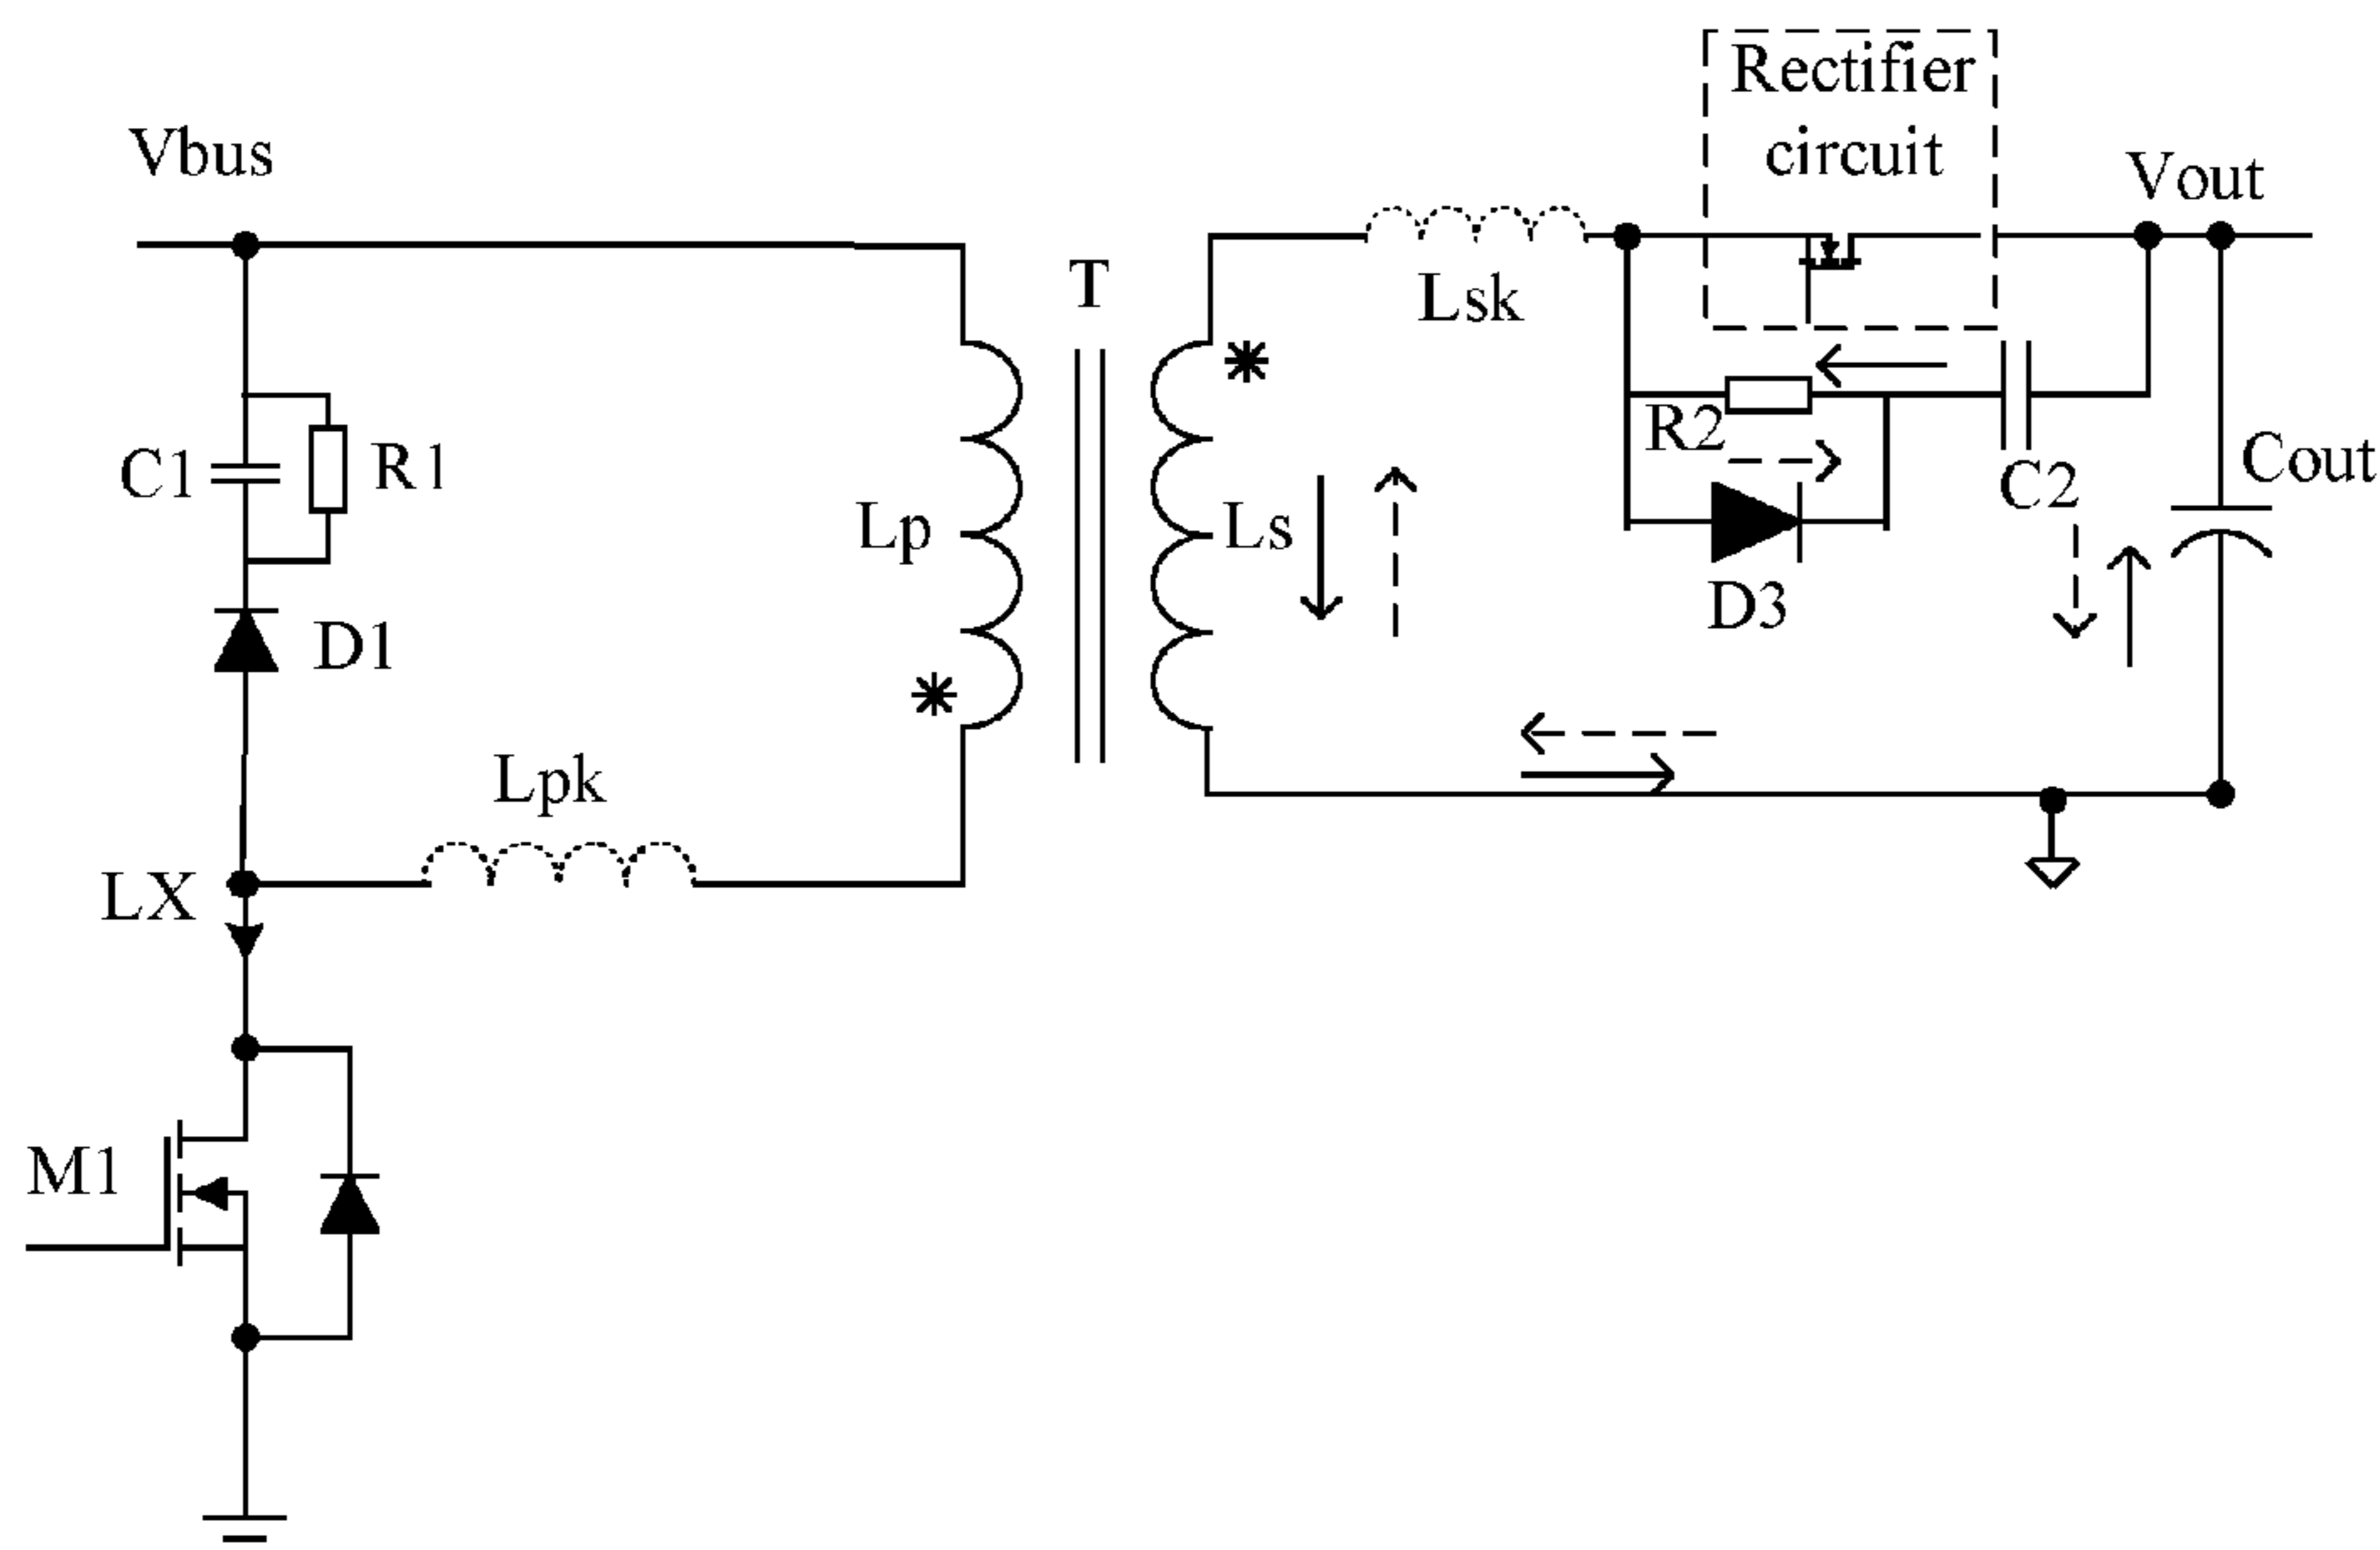 Rectifier
circuit
Vbus
Vout
T
Lsk
C1
R1
R2
Cout
Lp
Ls
C2
D1
D3
Lpk
LX
M1